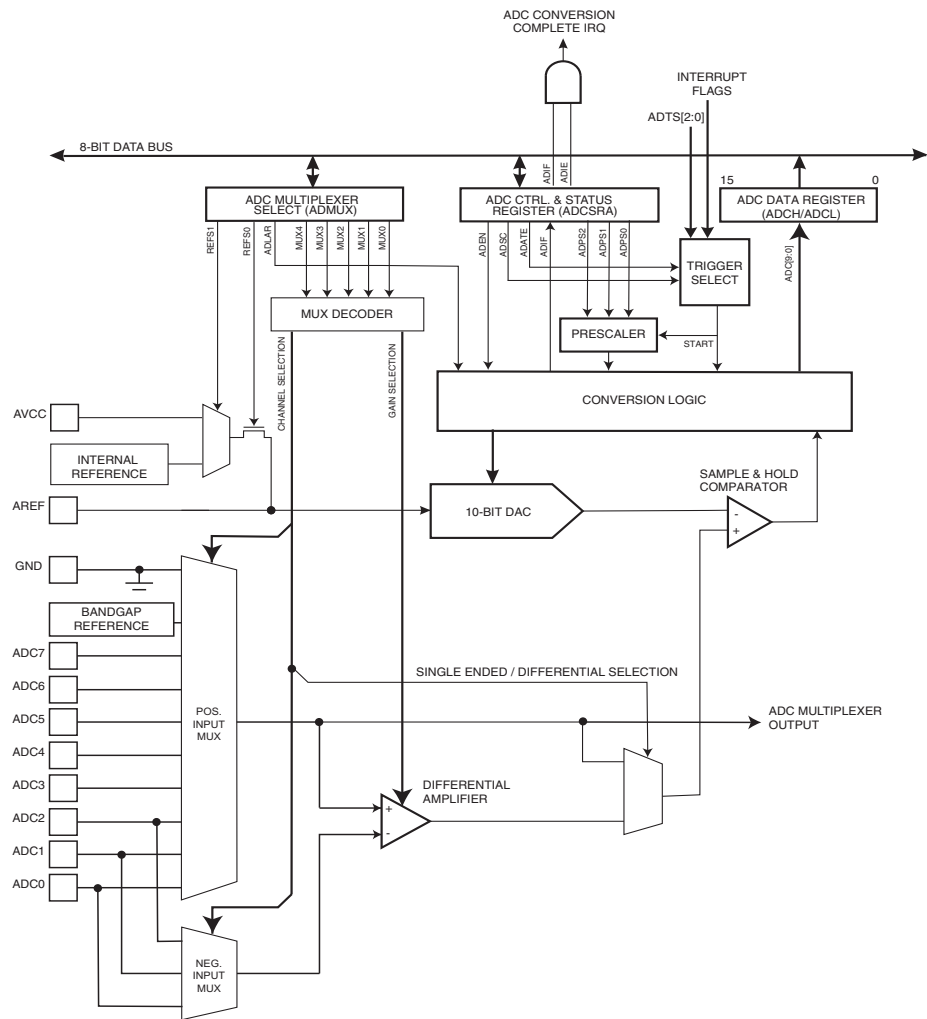 ADC CONVERSION
COMPLETE IRQ
INTERRUPT
FLAGS
ADTS[2:0]
8-BIT DATA BUS
ADIF
ADIE
15
0
ADC MULTIPLEXER
SELECT (ADMUX)
ADC CTRL. & STATUS
REGISTER (ADCSRA)
ADC DATA REGISTER
(ADCH/ADCL)
REFS1
REFS0
ADLAR
MUX4
MUX3
MUX2
MUX1
MUX0
ADEN
ADSC
ADATE
ADIF
ADPS2
ADPS1
ADPS0
ADC[9:0]
TRIGGER
SELECT
MUX DECODER
PRESCALER
START
CHANNEL SELECTION
GAIN SELECTION
CONVERSION LOGIC
AVCC
INTERNAL
REFERENCE
SAMPLE & HOLD
COMPARATOR
AREF
10-BIT DAC
-
+
GND
BANDGAP
REFERENCE
ADC7
SINGLE ENDED / DIFFERENTIAL SELECTION
ADC6
ADC5
POS.
INPUT
MUX
ADC MULTIPLEXER
OUTPUT
ADC4
ADC3
DIFFERENTIAL
AMPLIFIER
+
-
ADC2
ADC1
ADC0
NEG.
INPUT
MUX